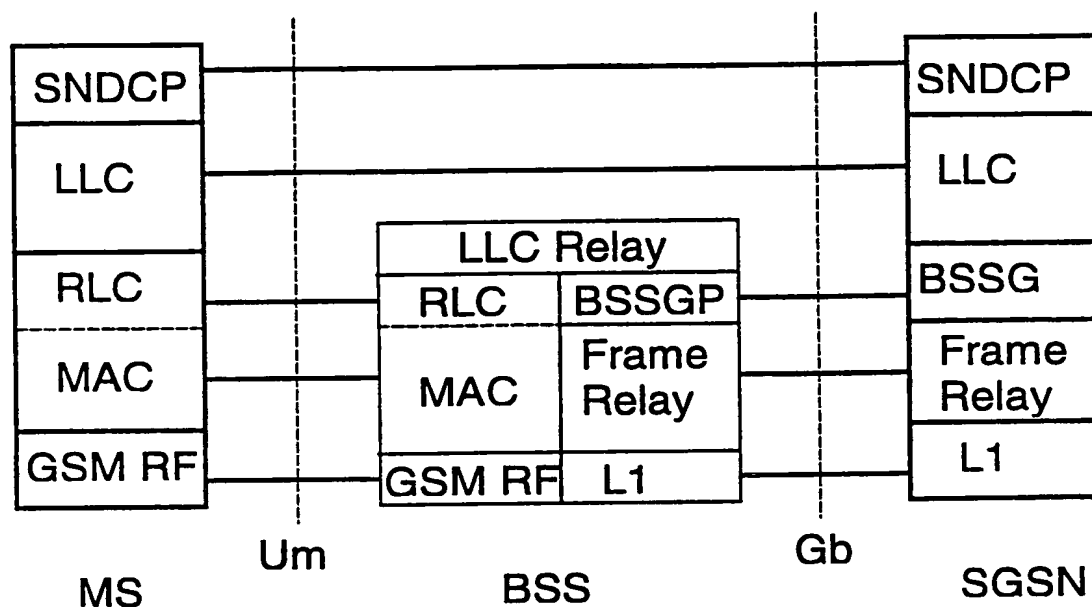 SNDCP
LLC
RLC
MAC
GSM RF
LLC Relay
RLC
BSSGP
MAC
Frame
Relay
GSM RF
L1
SNDCP
LLC
BSSG
Frame
Relay
L1
Um
Gb
MS
BSS
SGSN